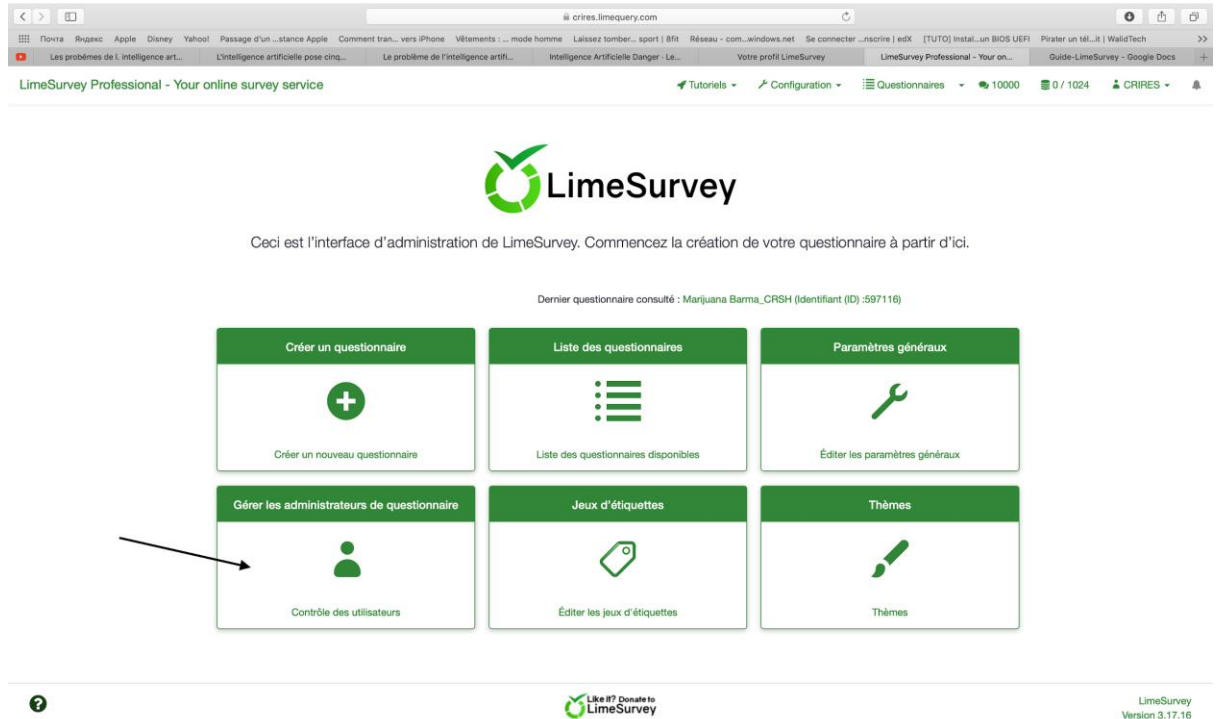 crires.limequery.com
Почта Яндекс Apple Disney Yahoo! Passage d'un ...stance Apple Comment tran... vers iPhone Vêtements : ... mode homme Laissez tomber... sport | 8fit Réseau - com...windows.net Se connecter ...nscrire | edX [TUTO] Instal...un BIOS UEFI Pirater un tél...it | WalidTech >>
Les probèmes de l. intelligence art... L'intelligence artificielle pose cinq... Le problème de l'intelligence artifi... Intelligence Artificielle Danger - Le... Votre profil LimeSurvey LimeSurvey Professional - Your on... Guide-LimeSurvey - Google Docs +
LimeSurvey Professional - Your online survey service Tutoriels Configuration Questionnaires 10000 0 / 1024 CRIRES
LimeSurvey
Ceci est l'interface d'administration de LimeSurvey. Commencez la création de votre questionnaire à partir d'ici.
Dernier questionnaire consulté : Marijuana Barma_CRSH (Identifiant (ID) :597116)
Créer un questionnaire Liste des questionnaires Paramètres généraux
Créer un nouveau questionnaire Liste des questionnaires disponibles Éditer les paramètres généraux
Gérer les administrateurs de questionnaire Jeux d'étiquettes Thèmes
Contrôle des utilisateurs Éditer les jeux d'étiquettes Thèmes
Like it? Donate to
LimeSurvey
LimeSurvey
Version 3.17.16